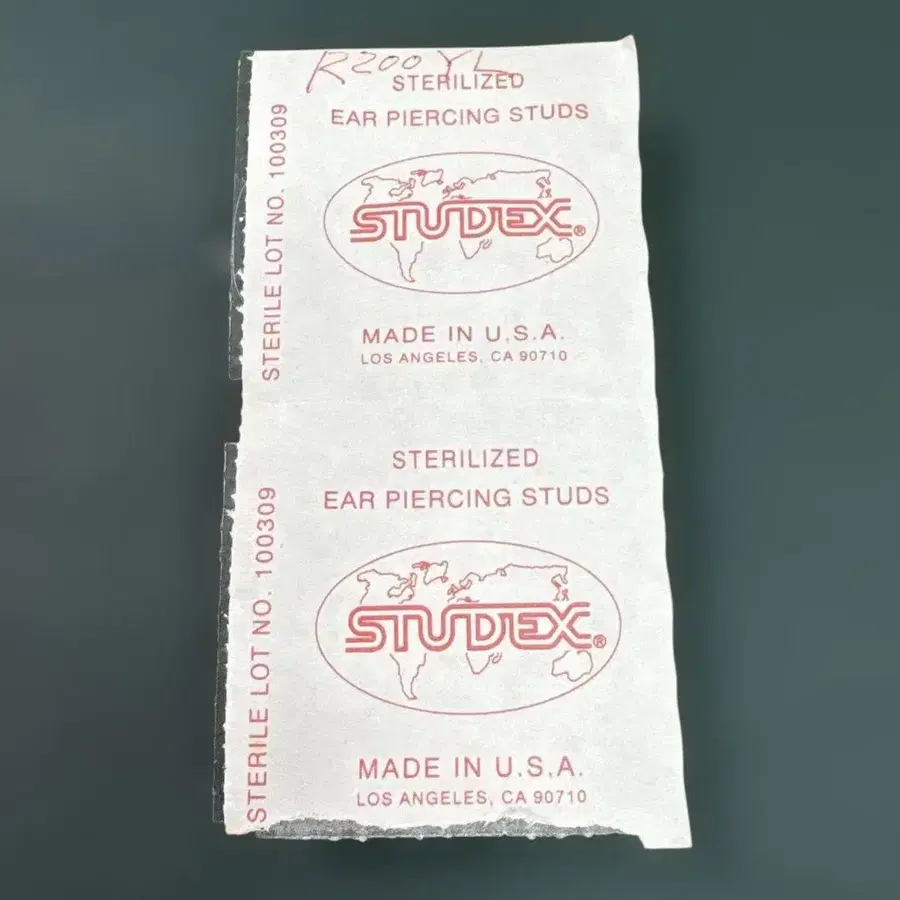 R200YL
STERILIZED
EAR PIERCING STUDS
STERILE LOT NO. 100309
STUDEX®
MADE IN U.S.A.
LOS ANGELES, CA 90710
STERILIZED
EAR PIERCING STUDS
STERILE LOT NO. 100309
STUDEX®
MADE IN U.S.A.
LOS ANGELES, CA 90710